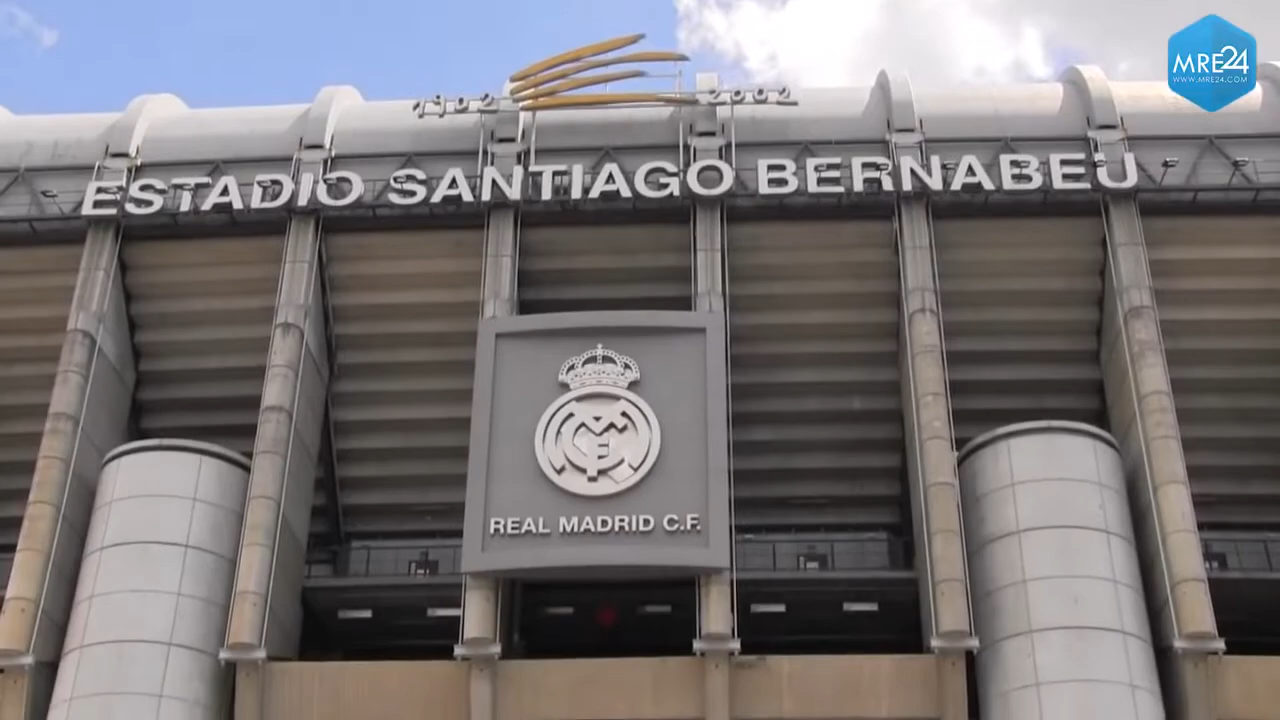 MRE24
WWW.MRE24.COM
1902 2002
ESTADIO SANTIAGO BERNABEU
REAL MADRID C.F.